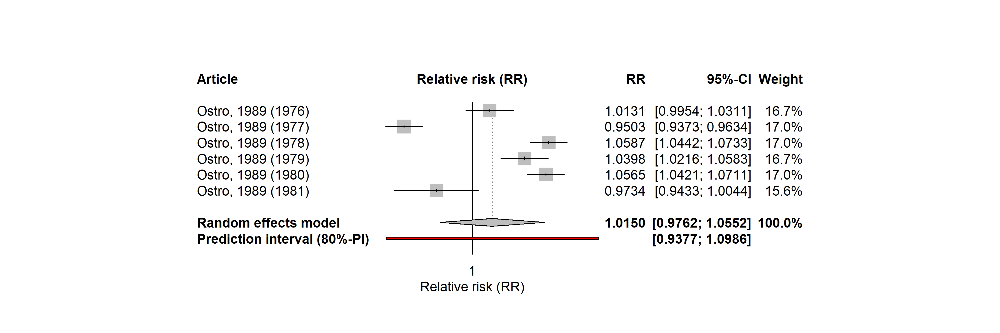 Article Relative risk (RR) RR 95%-CI Weight
Ostro, 1989 (1976) 1.0131 [0.9954; 1.0311] 16.7%
Ostro, 1989 (1977) 0.9503 [0.9373; 0.9634] 17.0%
Ostro, 1989 (1978) 1.0587 [1.0442; 1.0733] 17.0%
Ostro, 1989 (1979) 1.0398 [1.0216; 1.0583] 16.7%
Ostro, 1989 (1980) 1.0565 [1.0421; 1.0711] 17.0%
Ostro, 1989 (1981) 0.9734 [0.9433; 1.0044] 15.6%
Random effects model 1.0150 [0.9762; 1.0552] 100.0%
Prediction interval (80%-PI) [0.9377; 1.0986]
1
Relative risk (RR)